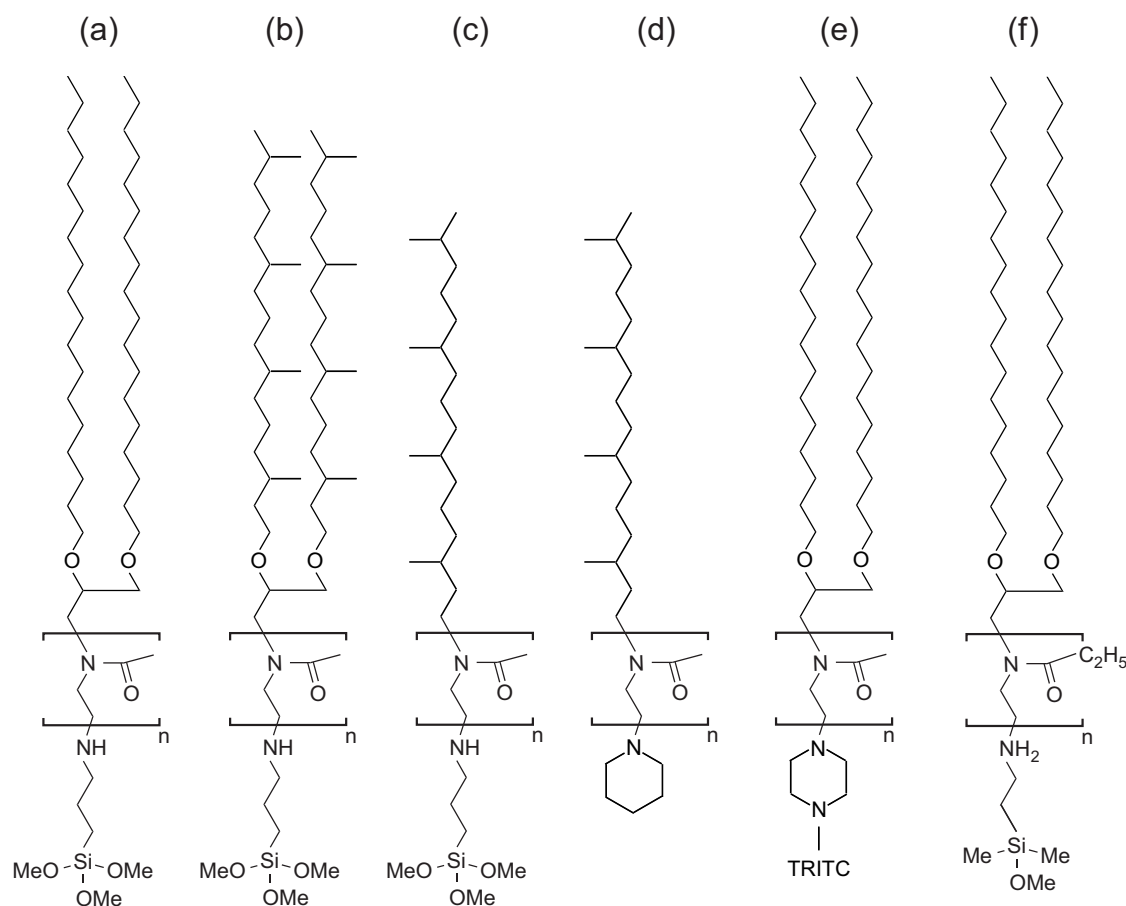 (a) (b) (c) (d) (e) (f)
O O O O O O O O
N N N N N N
O O O O O O
C2H5
n n n n n n
NH NH NH N N NH2
N
Si Si Si Si
MeO OMe MeO OMe MeO OMe TRITC Me Me
OMe OMe OMe OMe